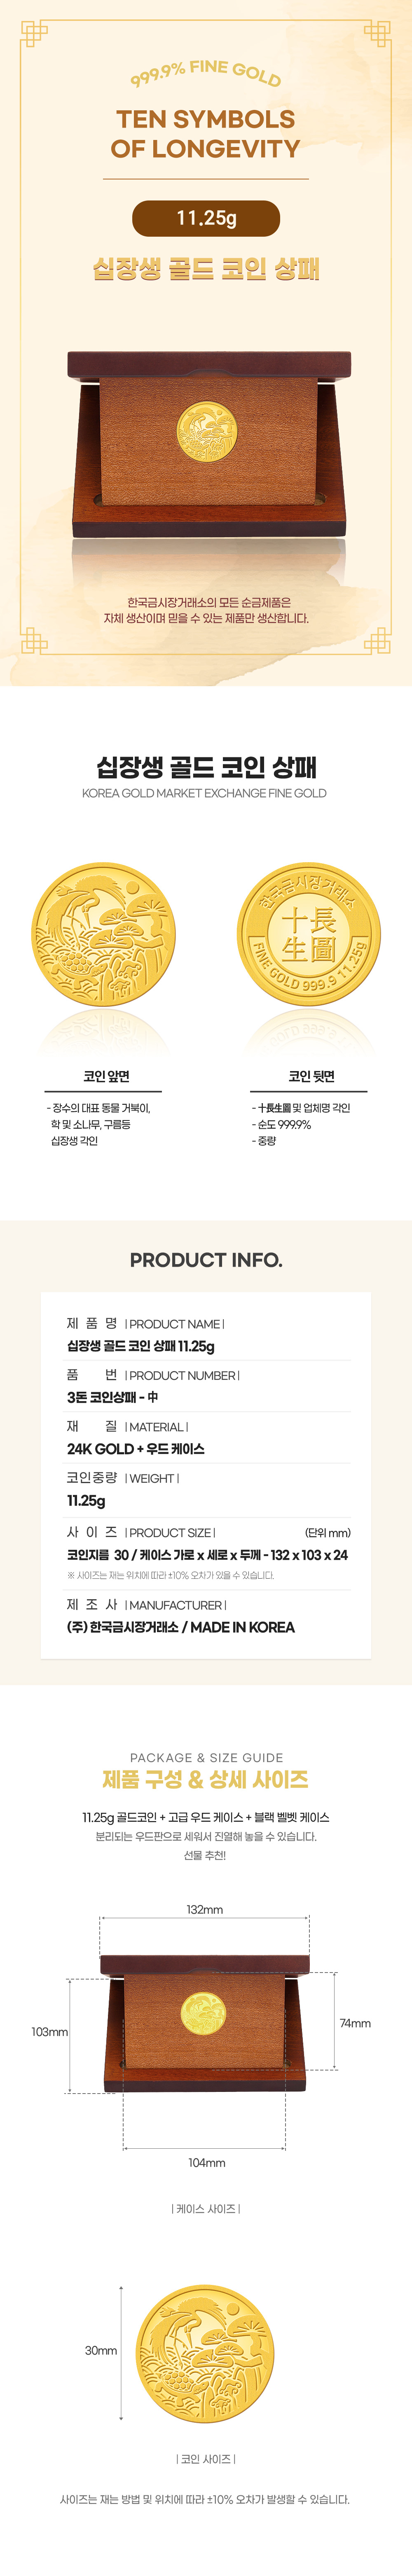 999.9% FINE GOLD
TEN SYMBOLS
OF LONGEVITY
11.25g
십장생 골드 코인 상패
한국금시장거래소의 모든 순금제품은
자체 생산이며 믿을 수 있는 제품만 생산합니다.
십장생 골드 코인 상패
KOREA GOLD MARKET EXCHANGE FINE GOLD
한국금시장거래소
十長
生圖
FINE GOLD 999.9 11.25g
코인 앞면
- 장수의 대표 동물 거북이,
학 및 소나무, 구름등
십장생 각인
코인 뒷면
- 十長生圖 및 업체명 각인
- 순도 999.9%
- 중량
PRODUCT INFO.
제 품 명 | PRODUCT NAME |
십장생 골드 코인 상패 11.25g
품 번 | PRODUCT NUMBER |
3돈 코인상패 - 中
재 질 | MATERIAL |
24K GOLD + 우드 케이스
코인중량 | WEIGHT |
11.25g
사 이 즈 | PRODUCT SIZE | (단위 mm)
코인지름 30 / 케이스 가로 x 세로 x 두께 - 132 x 103 x 24
※ 사이즈는 재는 위치에 따라 ±10% 오차가 있을 수 있습니다.
제 조 사 | MANUFACTURER |
(주) 한국금시장거래소 / MADE IN KOREA
PACKAGE & SIZE GUIDE
제품 구성 & 상세 사이즈
11.25g 골드코인 + 고급 우드 케이스 + 블랙 벨벳 케이스
분리되는 우드판으로 세워서 진열해 놓을 수 있습니다.
선물 추천!
132mm
103mm
74mm
104mm
| 케이스 사이즈 |
30mm
| 코인 사이즈 |
사이즈는 재는 방법 및 위치에 따라 ±10% 오차가 발생할 수 있습니다.